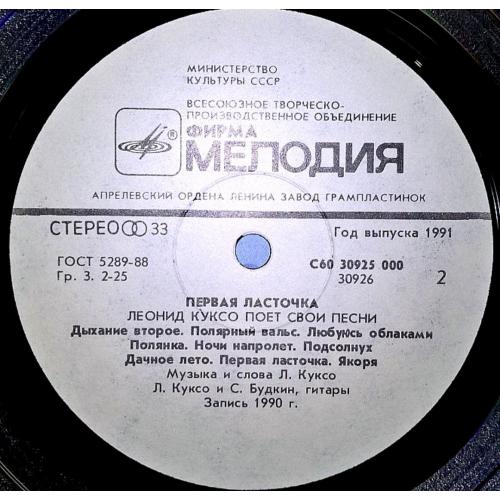 МИНИСТЕРСТВО
КУЛЬТУРЫ СССР
ВСЕСОЮЗНОЕ ТВОРЧЕСКО-
ПРОИЗВОДСТВЕННОЕ ОБЪЕДИНЕНИЕ
®
ФИРМА
МЕЛОДИЯ
АПРЕЛЕВСКИЙ ОРДЕНА ЛЕНИНА ЗАВОД ГРАМПЛАСТИНОК
СТЕРЕО 33
Год выпуска 1991
ГОСТ 5289-88
Гр. 3. 2-25
С60 30925 000
30926
2
ПЕРВАЯ ЛАСТОЧКА
ЛЕОНИД КУКСО ПОЕТ СВОИ ПЕСНИ
Дыхание второе. Полярный вальс. Любуюсь облаками
Полянка. Ночи напролет. Подсолнух
Дачное лето. Первая ласточка. Якоря
Музыка и слова Л. Куксо
Л. Куксо и С. Будкин, гитары
Запись 1990 г.